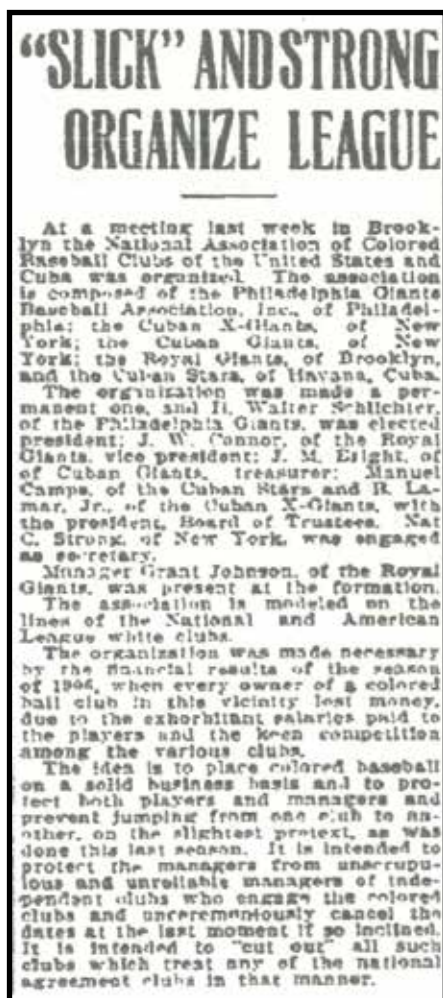 “SLICK” AND STRONG
ORGANIZE LEAGUE
At a meeting last week in Brook-
lyn the National Association of Colored
Baseball Clubs of the United States and
Cuba was organized. The association
is composed of the Philadelphia Giants
Baseball Association, Inc., of Philadel-
phia; the Cuban X-Giants, of New
York; the Cuban Giants, of New
York; the Royal Giants, of Brooklyn,
and the Cuban Stars, of Havana, Cuba.
The organization was made a per-
manent one, and H. Walter Schlichter,
of the Philadelphia Giants, was elected
president; J. W. Connor, of the Royal
Giants, vice president; J. M. Bright, of
of Cuban Giants, treasurer; Manuel
Camps, of the Cuban Stars and R. La-
mar, Jr., of the Cuban X-Giants, with
the president, Board of Trustees. Nat
C. Strong, of New York, was engaged
as secretary.
Manager Grant Johnson, of the Royal
Giants, was present at the formation.
The association is modeled on the
lines of the National and American
League white clubs.
The organization was made necessary
by the financial results of the season
of 1906, when every owner of a colored
ball club in this vicinity lost money,
due to the exhorbitant salaries paid to
the players and the keen competition
among the various clubs.
The idea is to place colored baseball
on a solid business basis and to pro-
tect both players and managers and
prevent jumping from one club to an-
other, on the slightest pretext, as was
done this last season. It is intended to
protect the managers from unscrupu-
lous and unreliable managers of inde-
pendent clubs who engage the colored
clubs and unceremoniously cancel the
dates at the last moment if so inclined.
It is intended to "cut out" all such
clubs which treat any of the national
agreement clubs in that manner.